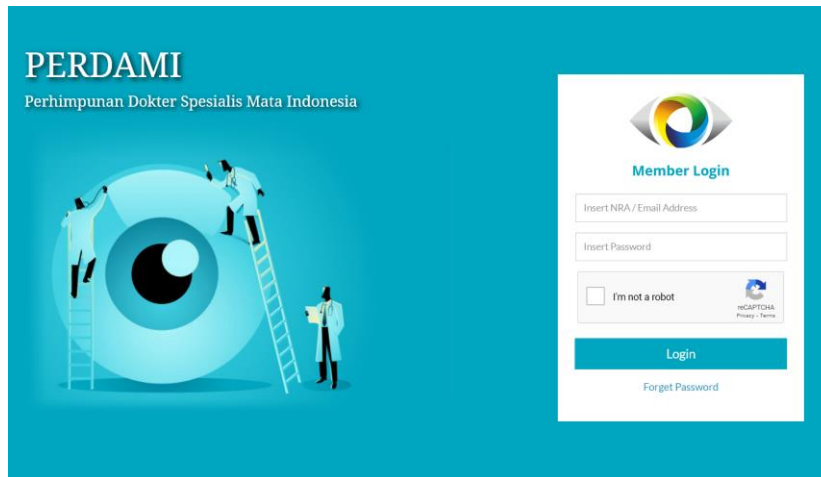 PERDAMI
Perhimpunan Dokter Spesialis Mata Indonesia
Member Login
Insert NRA / Email Address
Insert Password
I'm not a robot
reCAPTCHA
Privacy - Terms
Login
Forget Password